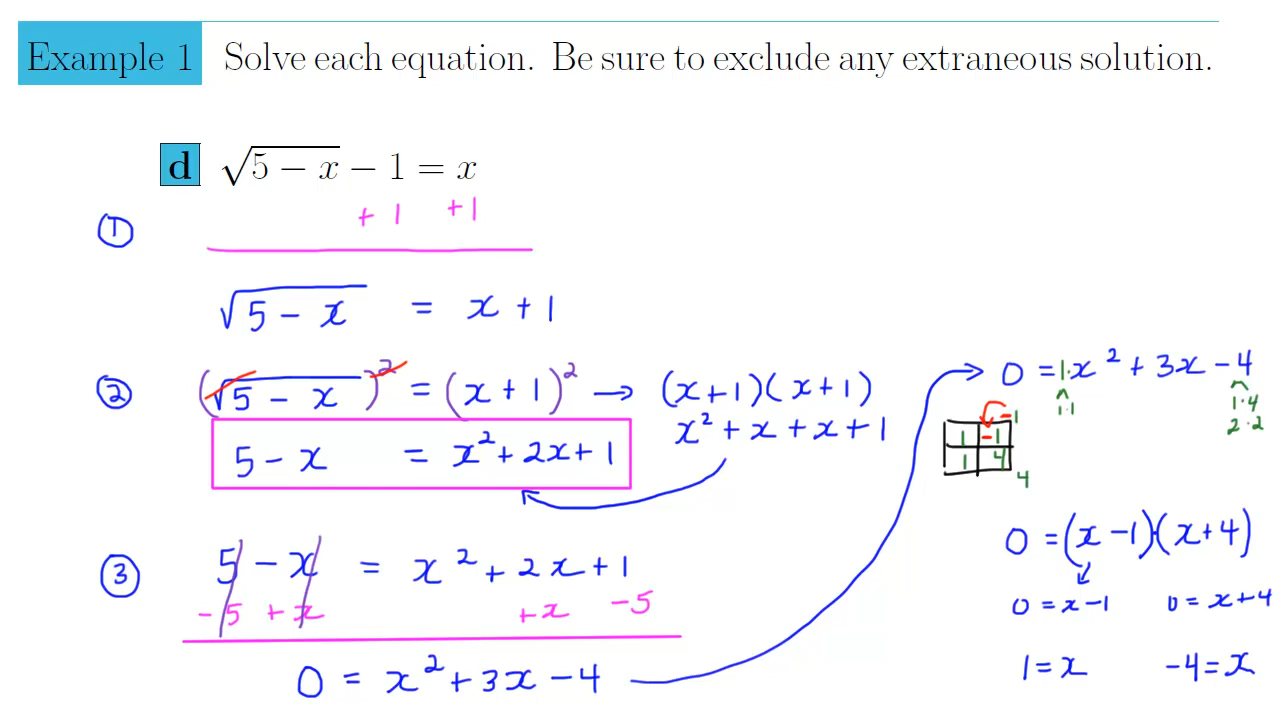 Example 1 Solve each equation. Be sure to exclude any extraneous solution.
d √(5 − x) − 1 = x
+ 1 +1
①
√(5 − x) = x + 1
② (√(5 − x))² = (x + 1)² → (x+1)(x+1)
x² + x + x + 1
5 − x = x² + 2x + 1
③ 5 − x = x² + 2x + 1
− 5 + x +x −5
0 = x² + 3x − 4
0 = 1·x² + 3x − 4
1·1 1·4
2·2
−1
1 −1
1 4
4
0 = (x −1)·(x+4)
0 = x −1 0 = x + 4
1 = x −4 = x